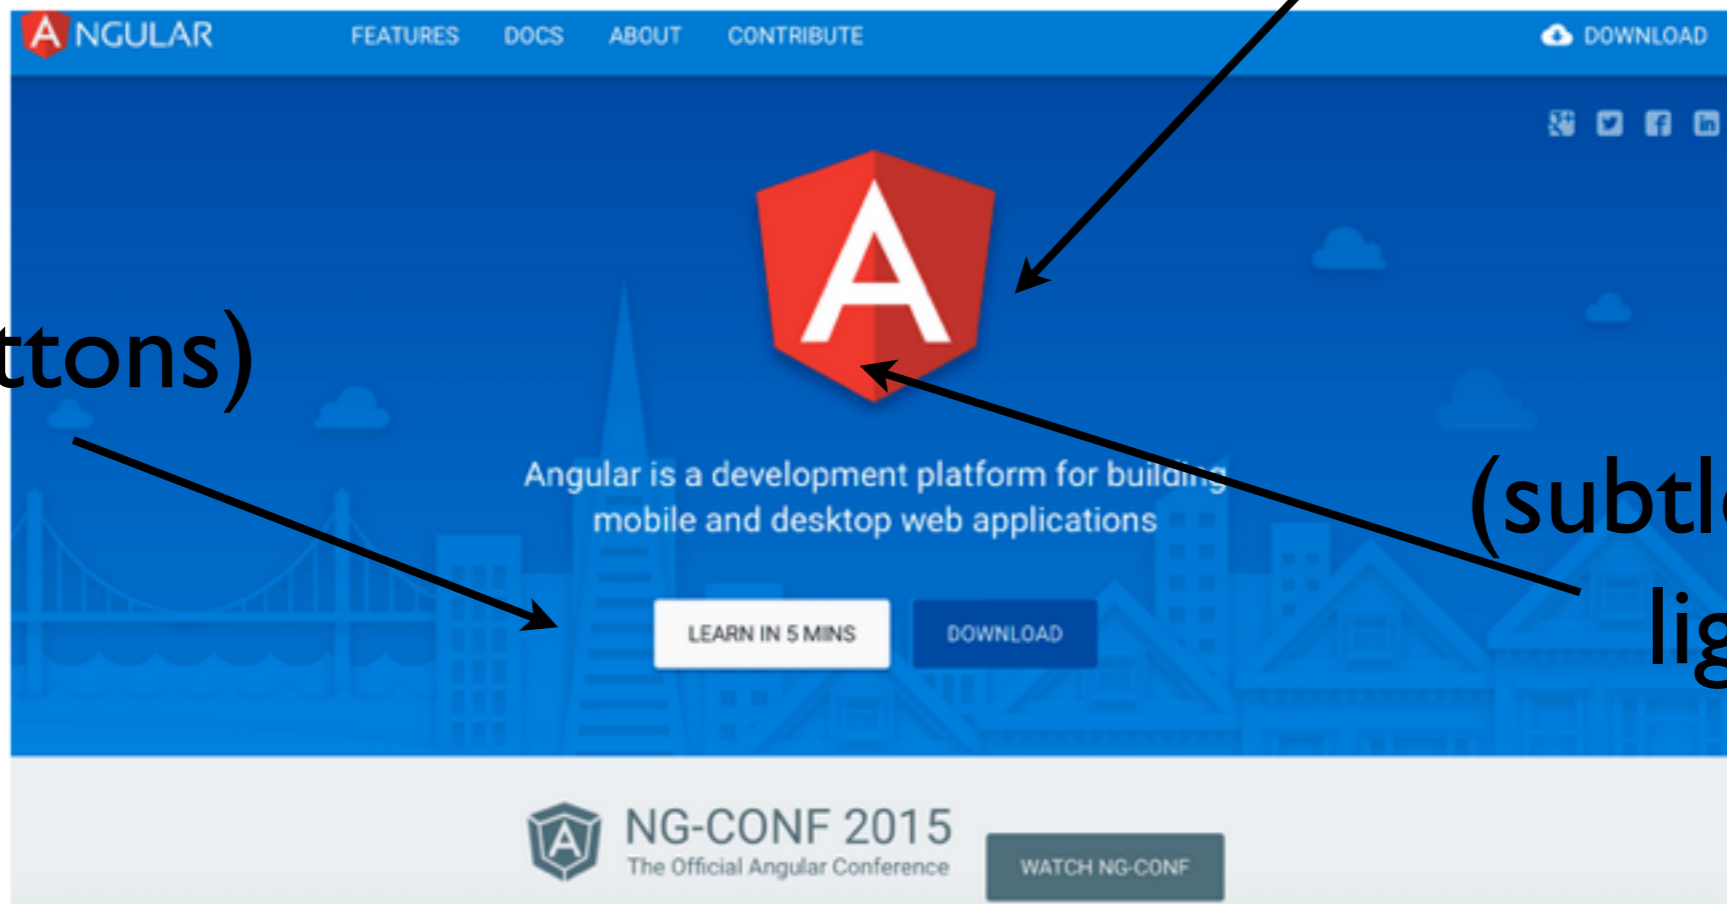 ANGULAR FEATURES DOCS ABOUT CONTRIBUTE DOWNLOAD
A
ttons)
Angular is a development platform for building
mobile and desktop web applications
(subtle
lig
LEARN IN 5 MINS DOWNLOAD
A NG-CONF 2015
The Official Angular Conference
WATCH NG-CONF